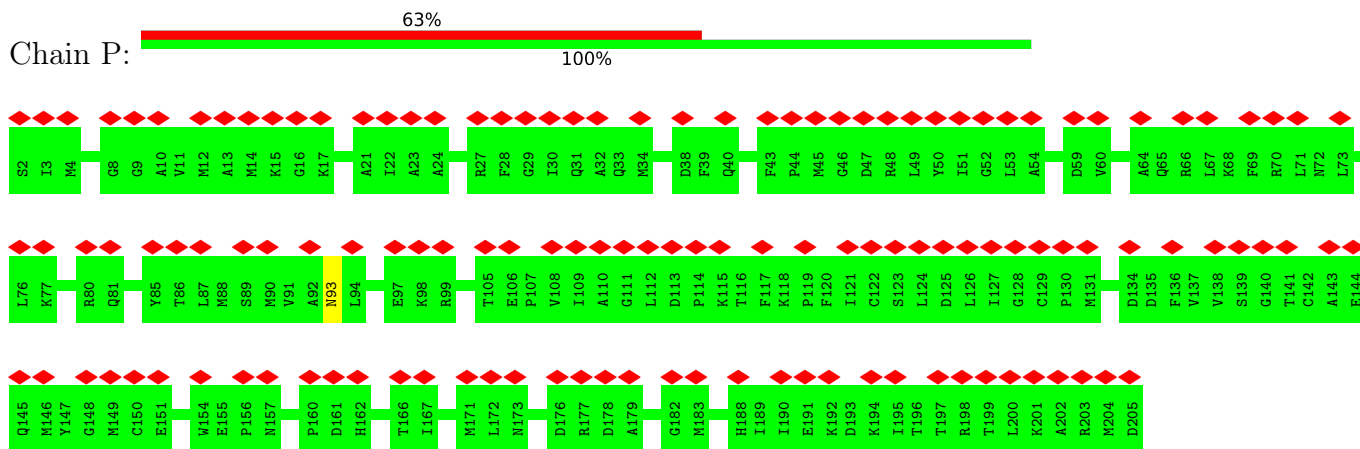 63%
Chain P:
100%
S2 I3 M4 G8 G9 A10 V11 M12 A13 M14 K15 G16 K17 A21 I22 A23 A24 R27 F28 G29 I30 Q31 A32 Q33 M34 D38 F39 Q40 F43 P44 M45 G46 D47 R48 L49 Y50 I51 G52 L53 A54 D59 V60 A64 Q65 R66 L67 K68 F69 R70 L71 N72 L73
L76 K77 R80 Q81 Y85 T86 L87 M88 S89 M90 V91 A92 N93 L94 E97 K98 R99 T105 E106 P107 V108 I109 A110 G111 L112 D113 P114 K115 T116 F117 K118 P119 F120 I121 C122 S123 L124 D125 L126 I127 G128 C129 P130 M131 D134 D135 F136 V137 V138 S139 G140 T141 C142 A143 E144
Q145 M146 Y147 G148 M149 C150 E151 W154 E155 P156 N157 P160 D161 H162 T166 I167 M171 L172 N173 D176 R177 D178 A179 G182 M183 H188 I189 I190 E191 K192 D193 K194 I195 T196 T197 R198 T199 L200 K201 A202 R203 M204 D205